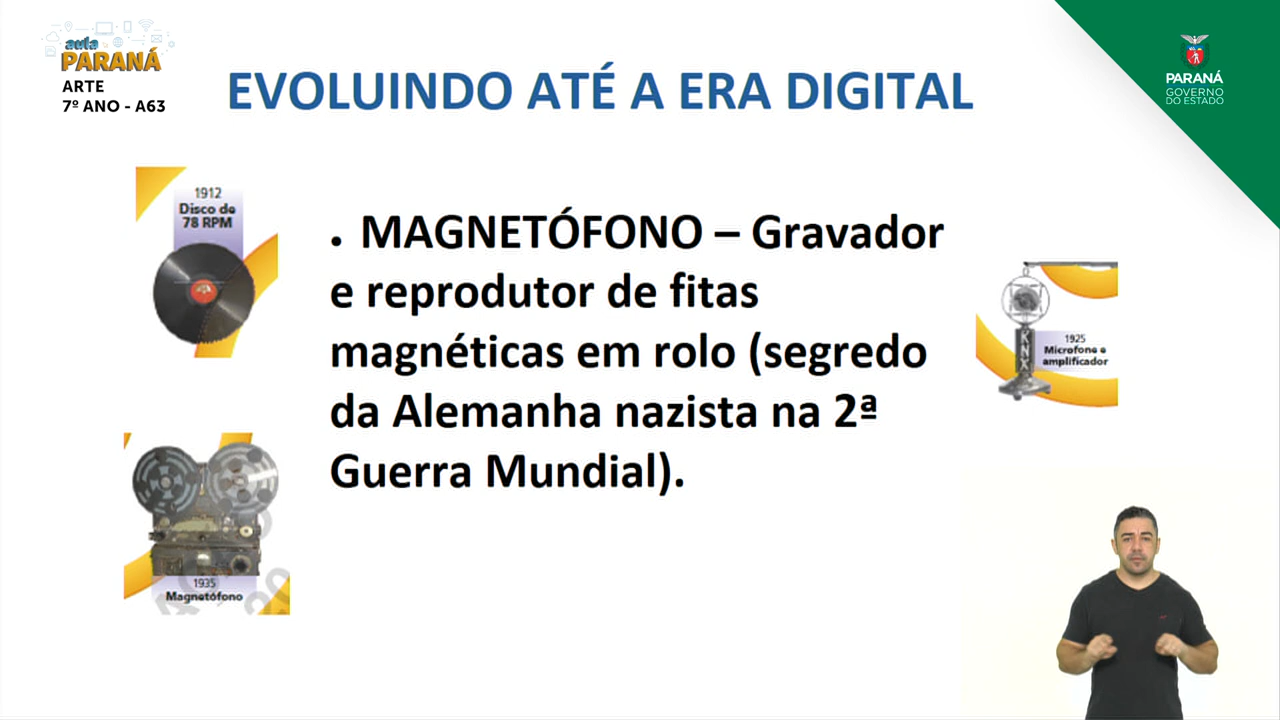 aula
PARANÁ
ARTE
7º ANO - A63
EVOLUINDO ATÉ A ERA DIGITAL
PARANÁ
GOVERNO
DO ESTADO
1912
Disco de
78 RPM
• MAGNETÓFONO – Gravador
e reprodutor de fitas
magnéticas em rolo (segredo
da Alemanha nazista na 2ª
Guerra Mundial).
KNX
1925
Microfone e
amplificador
1935
Magnetófono